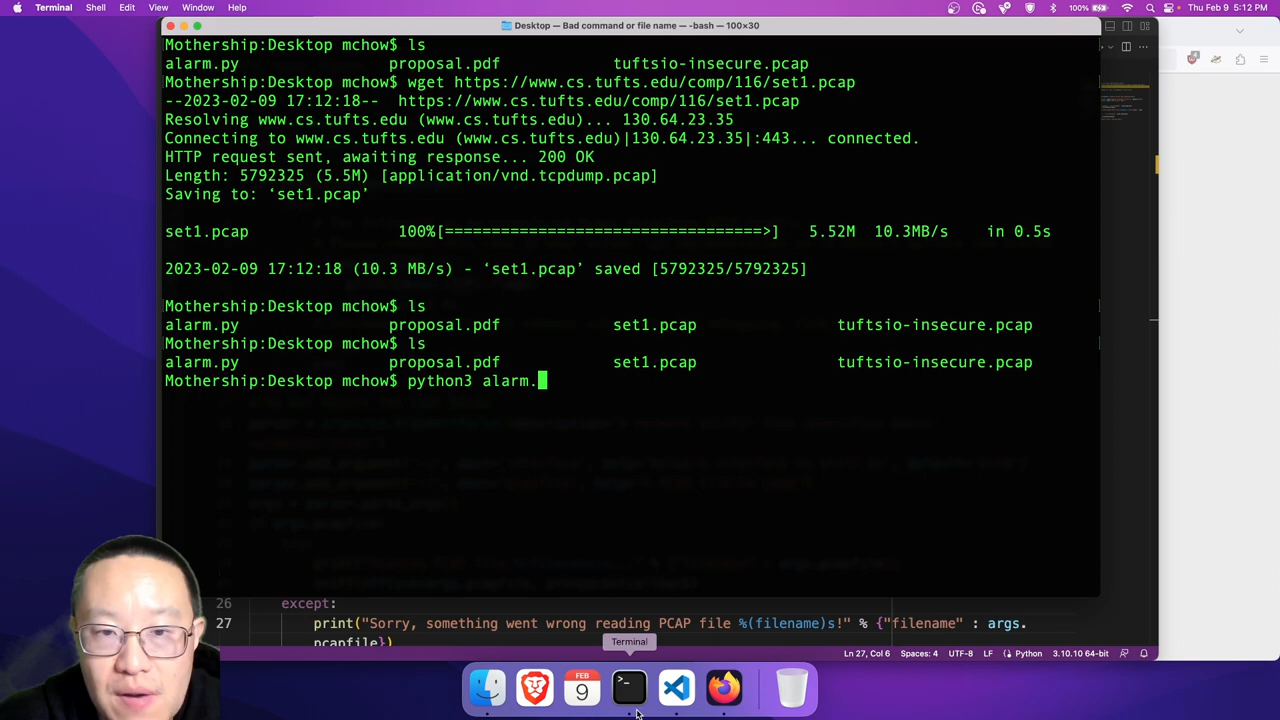 Terminal Shell Edit View Window Help
100% Thu Feb 9 5:12 PM
Desktop — Bad command or file name — -bash — 100×30
Mothership:Desktop mchow$ ls
alarm.py proposal.pdf tuftsio-insecure.pcap
Mothership:Desktop mchow$ wget https://www.cs.tufts.edu/comp/116/set1.pcap
--2023-02-09 17:12:18-- https://www.cs.tufts.edu/comp/116/set1.pcap
Resolving www.cs.tufts.edu (www.cs.tufts.edu)... 130.64.23.35
Connecting to www.cs.tufts.edu (www.cs.tufts.edu)|130.64.23.35|:443... connected.
HTTP request sent, awaiting response... 200 OK
Length: 5792325 (5.5M) [application/vnd.tcpdump.pcap]
Saving to: ‘set1.pcap’
set1.pcap 100%[==================================>] 5.52M 10.3MB/s in 0.5s
2023-02-09 17:12:18 (10.3 MB/s) - ‘set1.pcap’ saved [5792325/5792325]
Mothership:Desktop mchow$ ls
alarm.py proposal.pdf set1.pcap tuftsio-insecure.pcap
Mothership:Desktop mchow$ ls
alarm.py proposal.pdf set1.pcap tuftsio-insecure.pcap
Mothership:Desktop mchow$ python3 alarm.
26 except:
27 print("Sorry, something went wrong reading PCAP file %(filename)s!" % {"filename" : args.
pcapfile})
Terminal
Ln 27, Col 6 Spaces: 4 UTF-8 LF Python 3.10.10 64-bit
FEB
9